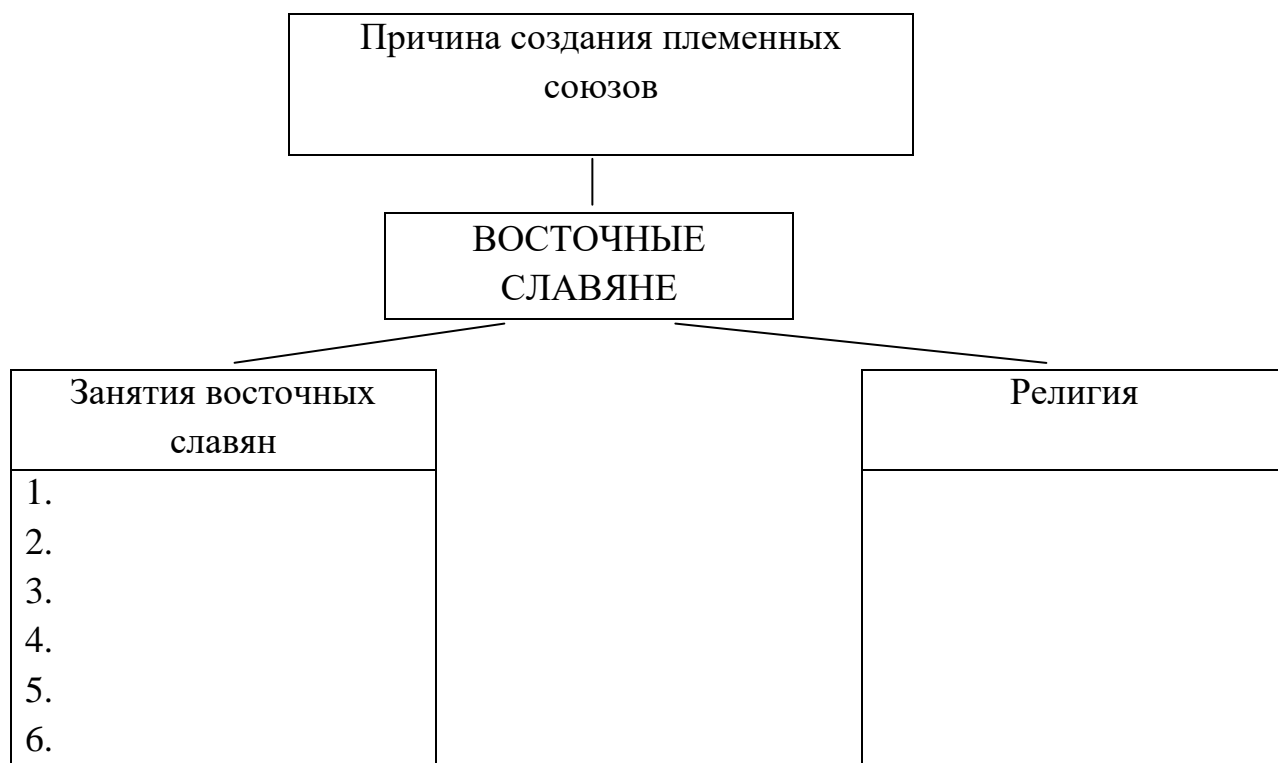 Причина создания племенных
союзов
ВОСТОЧНЫЕ
СЛАВЯНЕ
Занятия восточных
славян
Религия
1.
2.
3.
4.
5.
6.